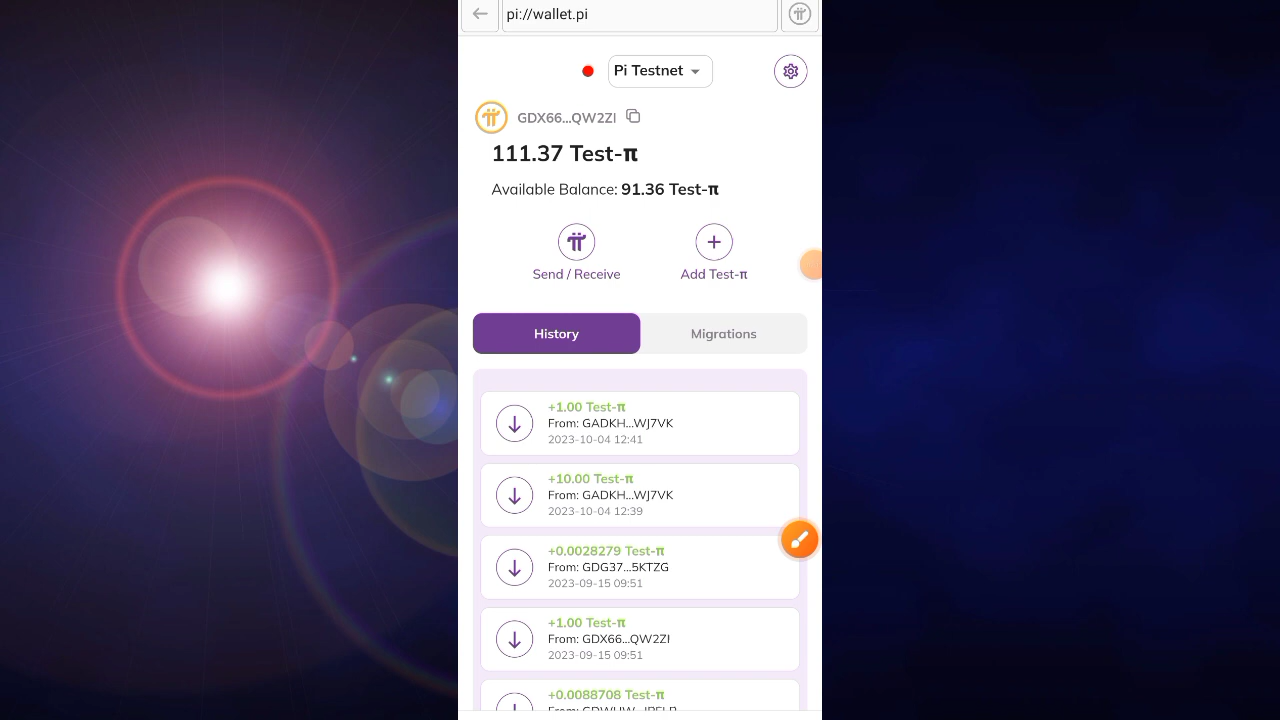 pi://wallet.pi
Pi Testnet
GDX66...QW2ZI
111.37 Test-π
Available Balance: 91.36 Test-π
Send / Receive
Add Test-π
History
Migrations
+1.00 Test-π
From: GADKH...WJ7VK
2023-10-04 12:41
+10.00 Test-π
From: GADKH...WJ7VK
2023-10-04 12:39
+0.0028279 Test-π
From: GDG37...5KTZG
2023-09-15 09:51
+1.00 Test-π
From: GDX66...QW2ZI
2023-09-15 09:51
+0.0088708 Test-π